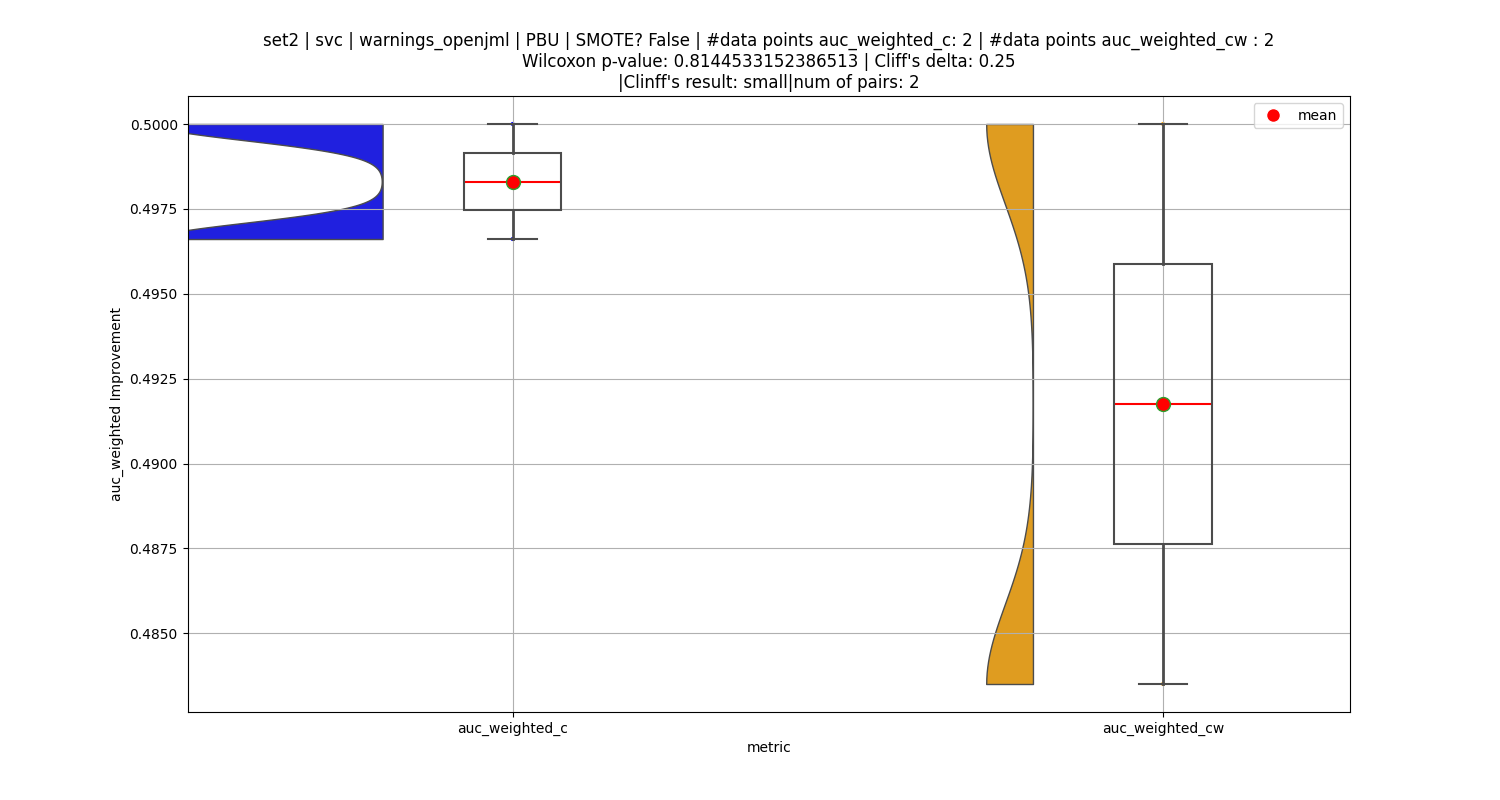 set2 | svc | warnings_openjml | PBU | SMOTE? False | #data points auc_weighted_c: 2 | #data points auc_weighted_cw : 2
Wilcoxon p-value: 0.8144533152386513 | Cliff's delta: 0.25
|Clinff's result: small|num of pairs: 2
mean
0.5000
0.4975
0.4950
0.4925
0.4900
0.4875
0.4850
auc_weighted Improvement
auc_weighted_c
auc_weighted_cw
metric